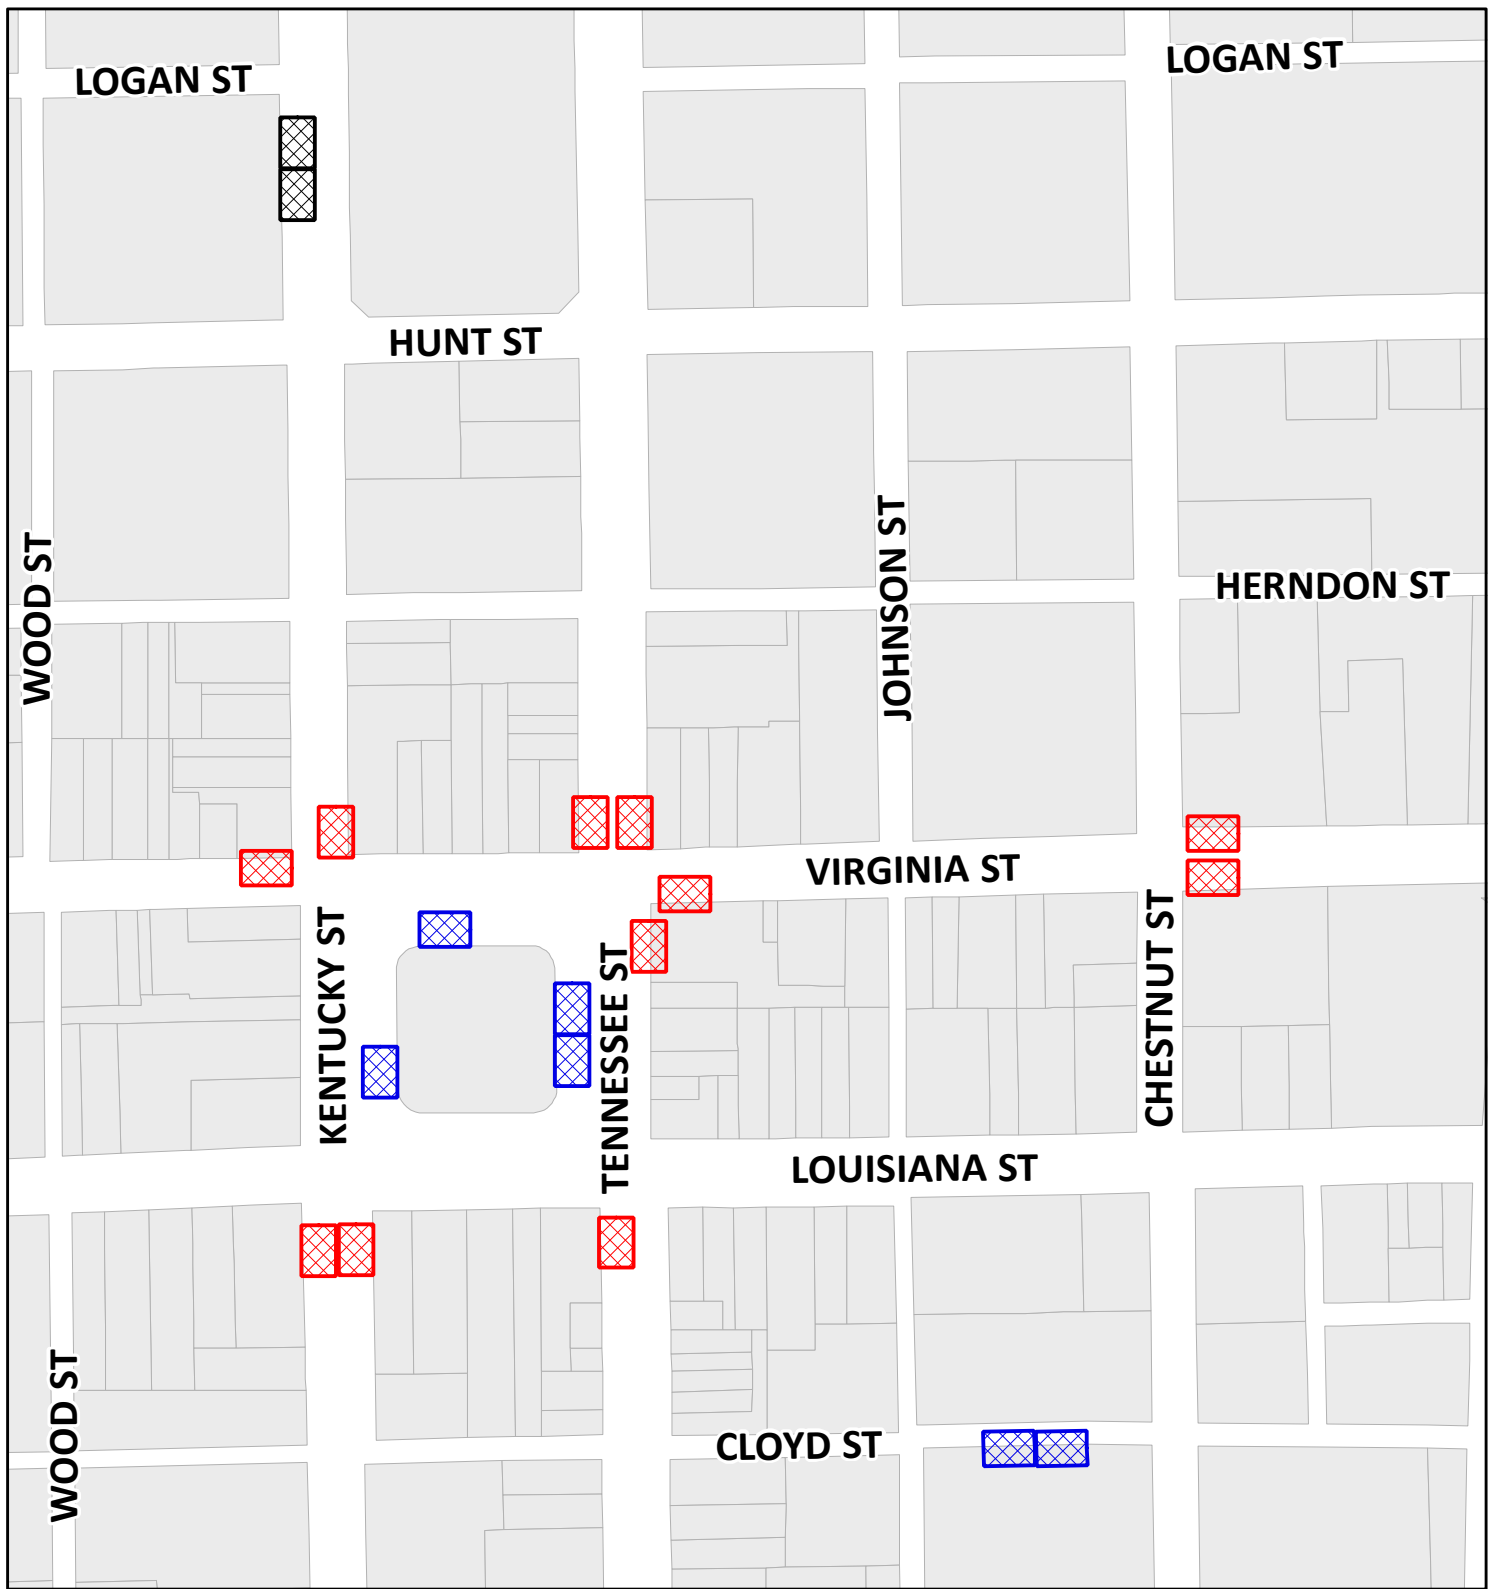 LOGAN ST
LOGAN ST
HUNT ST
WOOD ST
JOHNSON ST
HERNDON ST
VIRGINIA ST
KENTUCKY ST
TENNESSEE ST
CHESTNUT ST
LOUISIANA ST
WOOD ST
CLOYD ST